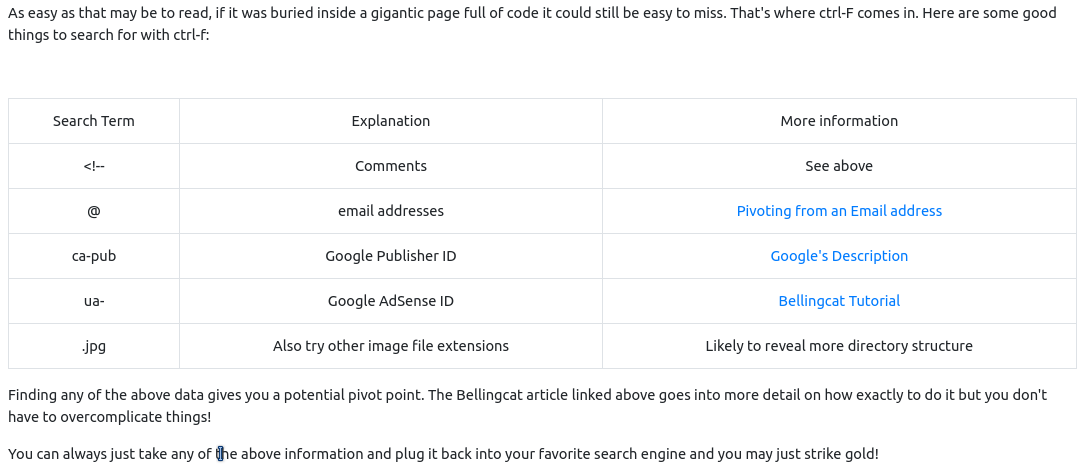 As easy as that may be to read, if it was buried inside a gigantic page full of code it could still be easy to miss. That's where ctrl-F comes in. Here are some good
things to search for with ctrl-f:
Search Term Explanation More information
<!-- Comments See above
@ email addresses Pivoting from an Email address
ca-pub Google Publisher ID Google's Description
ua- Google AdSense ID Bellingcat Tutorial
.jpg Also try other image file extensions Likely to reveal more directory structure
Finding any of the above data gives you a potential pivot point. The Bellingcat article linked above goes into more detail on how exactly to do it but you don't
have to overcomplicate things!
You can always just take any of the above information and plug it back into your favorite search engine and you may just strike gold!